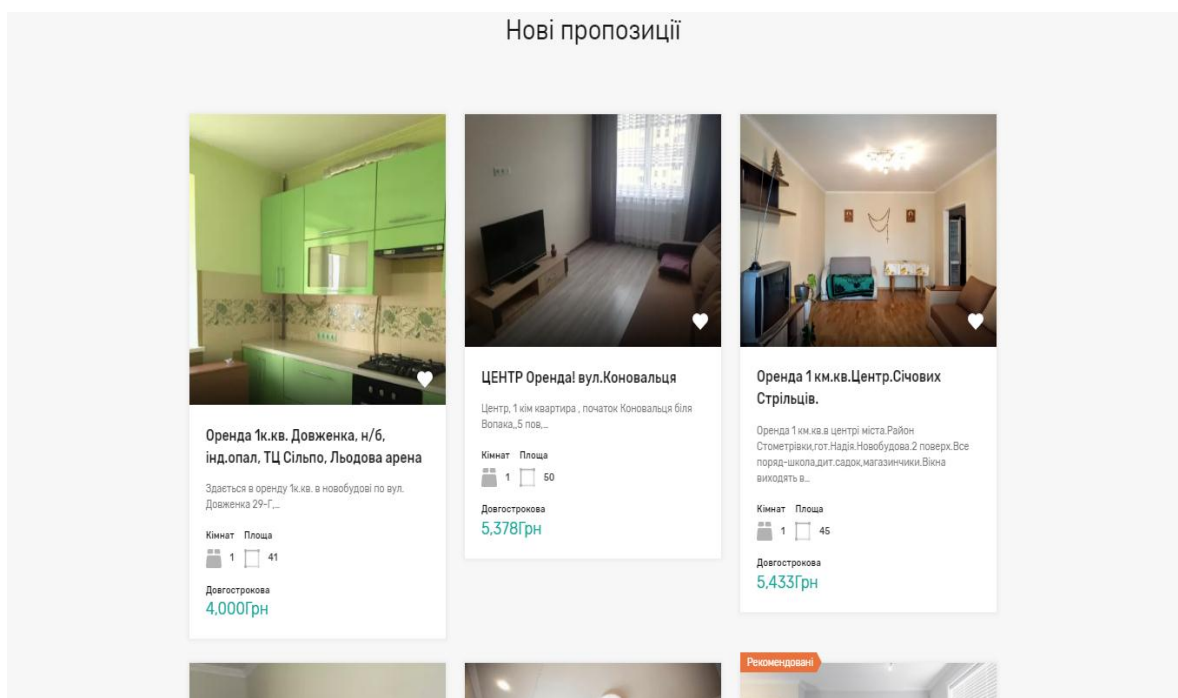 Нові пропозиції
Оренда 1к.кв. Довженка, н/б,
інд.опал, ТЦ Сільпо, Льодова арена
Здається в оренду 1к.кв. в новобудові по вул.
Довженка 29-Г,...
Кімнат Площа
1 41
Довгострокова
4,000Грн
ЦЕНТР Оренда! вул.Коновальця
Центр, 1 кім квартира , початок Коновальця біля
Вопака,,5 пов,...
Кімнат Площа
1 50
Довгострокова
5,378Грн
Оренда 1 км.кв.Центр.Січових
Стрільців.
Оренда 1 км.кв.в центрі міста.Район
Стометрівки,гот.Надія.Новобудова.2 поверх.Все
поряд-школа,дит.садок,магазинчики.Вікна
виходять в...
Кімнат Площа
1 45
Довгострокова
5,433Грн
Рекомендовані